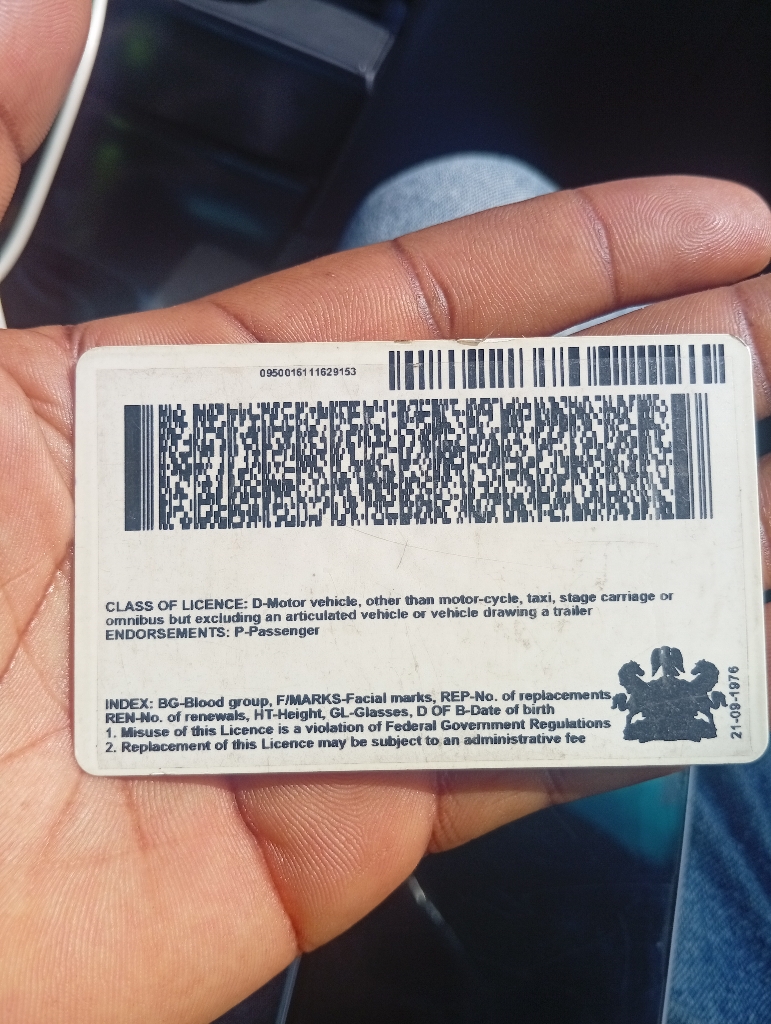 0950016111629153
CLASS OF LICENCE: D-Motor vehicle, other than motor-cycle, taxi, stage carriage or
omnibus but excluding an articulated vehicle or vehicle drawing a trailer
ENDORSEMENTS: P-Passenger
INDEX: BG-Blood group, F/MARKS-Facial marks, REP-No. of replacements
REN-No. of renewals, HT-Height, GL-Glasses, D OF B-Date of birth
1. Misuse of this Licence is a violation of Federal Government Regulations
2. Replacement of this Licence may be subject to an administrative fee
21-09-1976